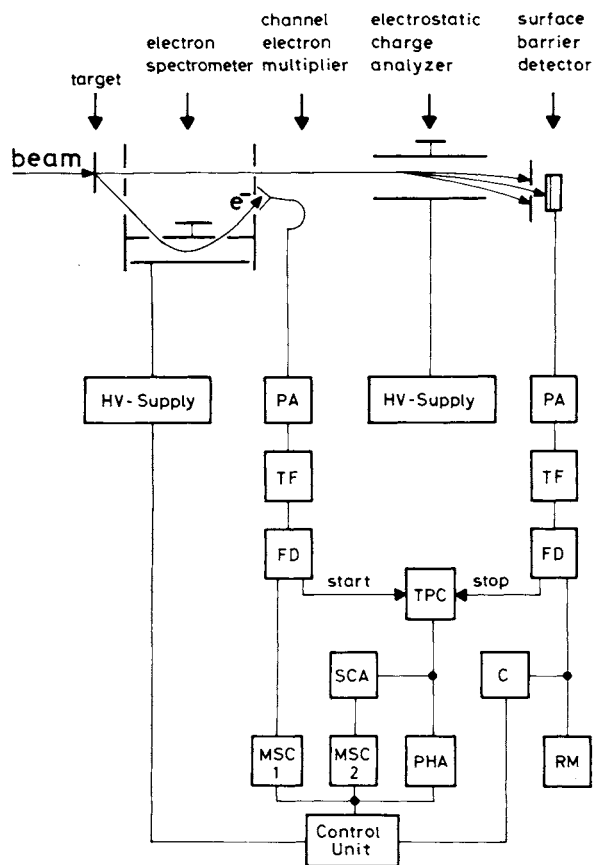 channel
electron
multiplier
electrostatic
charge
analyzer
surface
barrier
detector
electron
spectrometer
target
beam
e⁻
HV-Supply
PA
HV-Supply
PA
TF
TF
FD
FD
start
TPC
stop
SCA
C
MSC
1
MSC
2
PHA
RM
Control
Unit